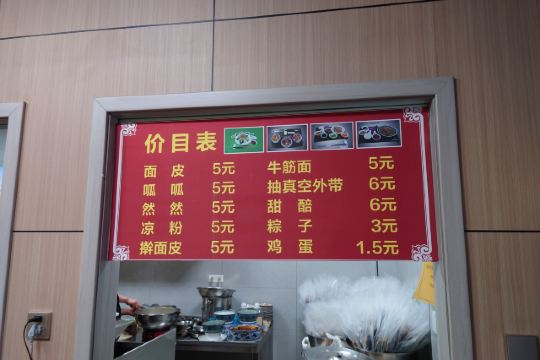 价目表
面皮 5元 牛筋面 5元
呱呱 5元 抽真空外带 6元
然然 5元 甜醅 6元
凉粉 5元 粽子 3元
擀面皮 5元 鸡蛋 1.5元